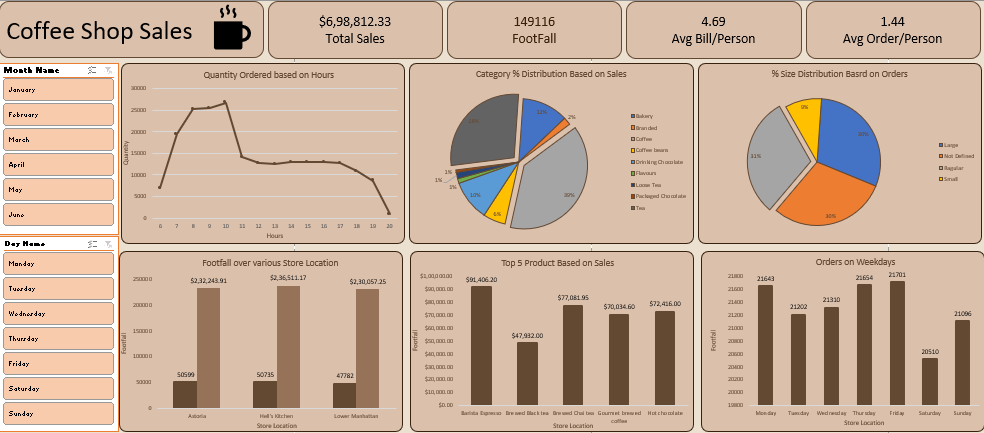 Coffee Shop Sales
$6,98,812.33
Total Sales
149116
FootFall
4.69
Avg Bill/Person
1.44
Avg Order/Person
Month Name
January
February
March
April
May
June
Day Name
Monday
Tuesday
Wednesday
Thursday
Friday
Saturday
Sunday
Quantity Ordered based on Hours
Quantity
30000
25000
20000
15000
10000
5000
0
6 7 8 9 10 11 12 13 14 15 16 17 18 19 20
Hours
Category % Distribution Based on Sales
2%
39%
6%
10%
1%
1%
1%
Bakery
Branded
Coffee
Coffee beans
Drinking Chocolate
Flavours
Loose Tea
Packaged Chocolate
Tea
% Size Distribution Basrd on Orders
9%
30%
31%
30%
Large
Not Defined
Regular
Small
Footfall over various Store Location
Footfall
250000
200000
150000
100000
50000
0
50599 $2,32,243.91
50735 $2,36,511.17
47782 $2,30,057.25
Astoria Hell's Kitchen Lower Manhattan
Store Location
Top 5 Product Based on Sales
Footfall
$1,00,000.00
$90,000.00
$80,000.00
$70,000.00
$60,000.00
$50,000.00
$40,000.00
$30,000.00
$20,000.00
$10,000.00
$0.00
$91,406.20
$47,932.00
$77,081.95
$70,034.60
$72,416.00
Barista Espresso Brewed Black tea Brewed Chai tea Gourmet brewed coffee Hot chocolate
Store Location
Orders on Weekdays
Footfall
21800
21600
21400
21200
21000
20800
20600
20400
20200
20000
19800
21643
21202
21310
21654
21701
20510
21096
Monday Tuesday Wednesday Thursday Friday Saturday Sunday
Store Location